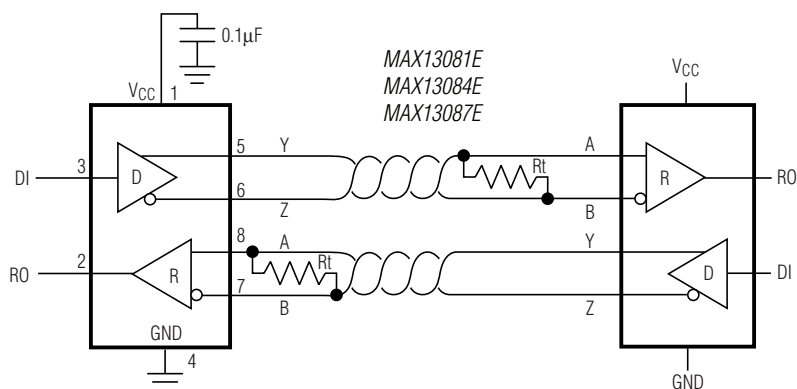 0.1μF
MAX13081E
MAX13084E
MAX13087E
VCC 1
VCC
DI 3 D 5 Y
6 Z
Rt
A
B
R RO
RO 2 R 8 A
7 B
Rt
Y
Z
D DI
GND
4
GND